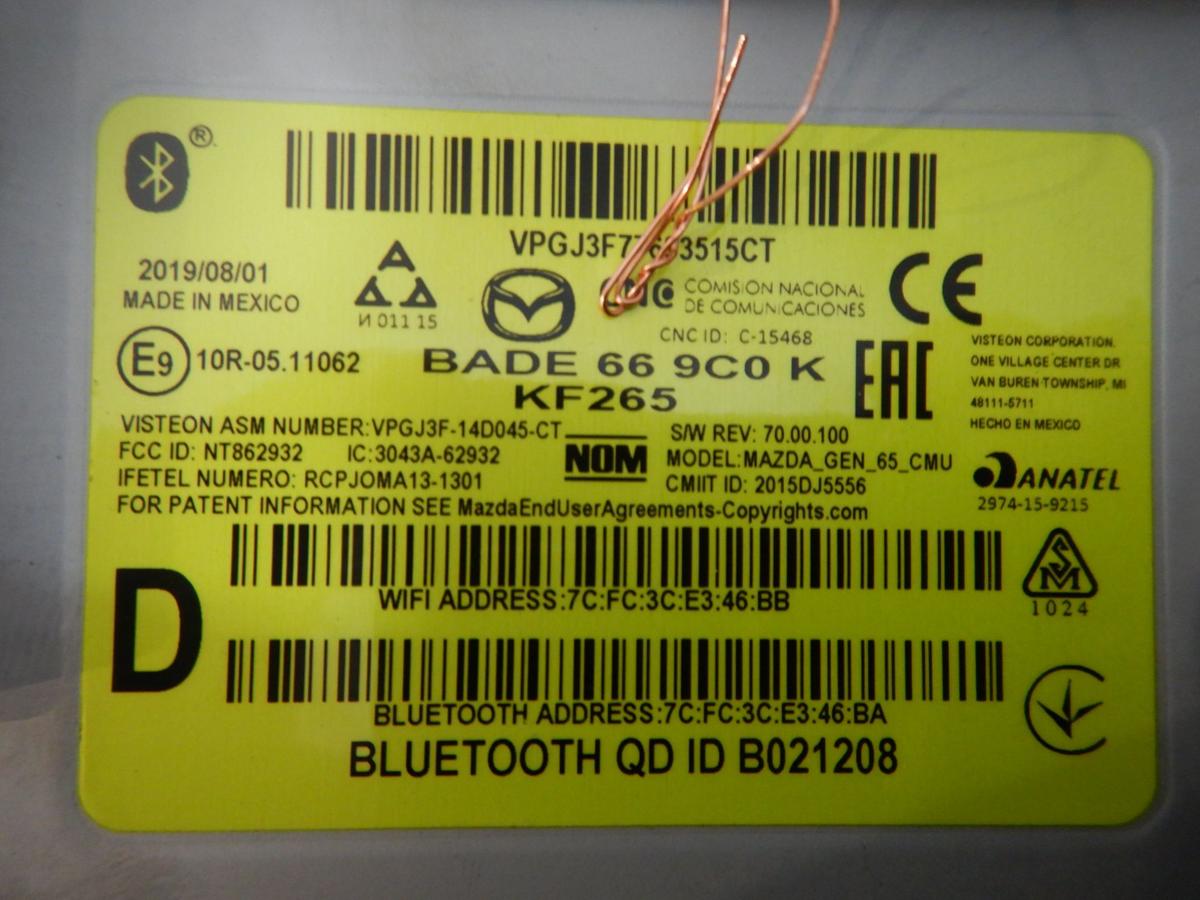 ®
VPGJ3F77633515CT
2019/08/01
MADE IN MEXICO
A
И 011 15
COMISION NACIONAL
DE COMUNICACIONES
CNC ID: C-15468
CE
E9 10R-05.11062
BADE 66 9C0 K
KF265
EAC
VISTEON CORPORATION.
ONE VILLAGE CENTER DR
VAN BUREN TOWNSHIP, MI
48111-5711
HECHO EN MEXICO
VISTEON ASM NUMBER:VPGJ3F-14D045-CT
FCC ID: NT862932 IC:3043A-62932
IFETEL NUMERO: RCPJOMA13-1301
NOM
S/W REV: 70.00.100
MODEL:MAZDA_GEN_65_CMU
CMIIT ID: 2015DJ5556
ANATEL
2974-15-9215
FOR PATENT INFORMATION SEE MazdaEndUserAgreements-Copyrights.com
WIFI ADDRESS:7C:FC:3C:E3:46:BB
SM
1024
D
BLUETOOTH ADDRESS:7C:FC:3C:E3:46:BA
BLUETOOTH QD ID B021208